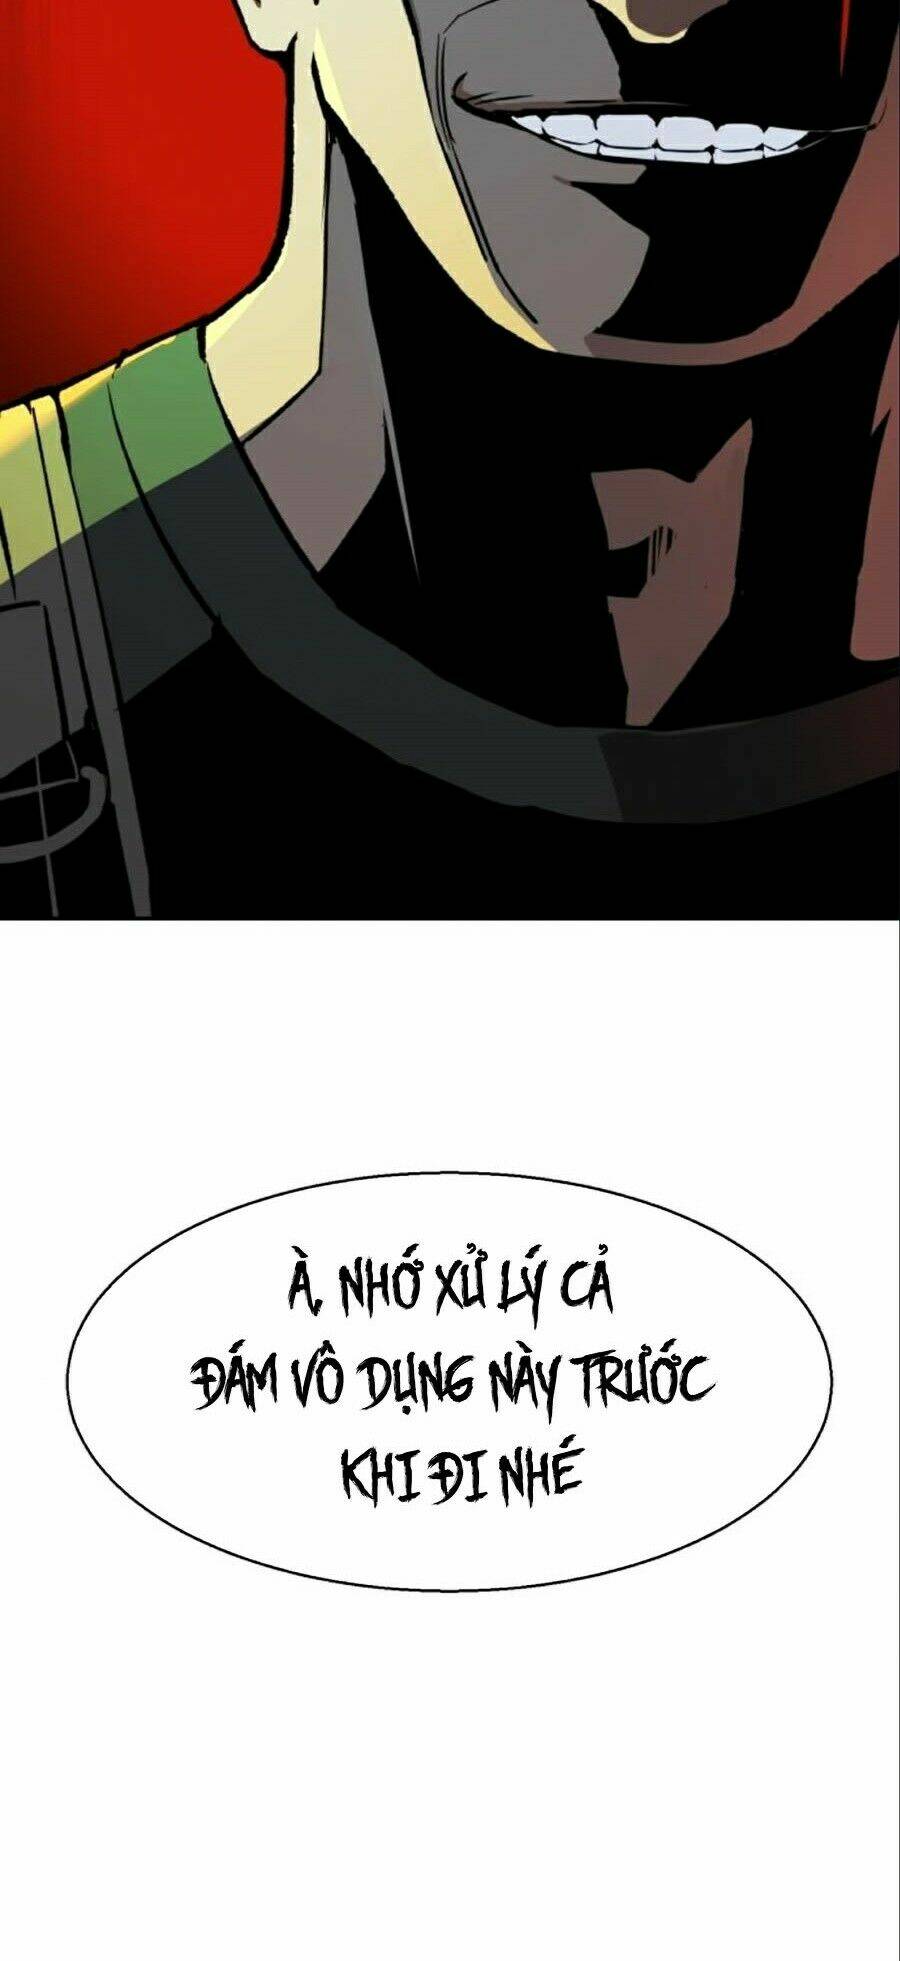 À, NHỚ XỬ LÝ CẢ
ĐÁM VÔ DỤNG NÀY TRƯỚC
KHI ĐI NHÉ